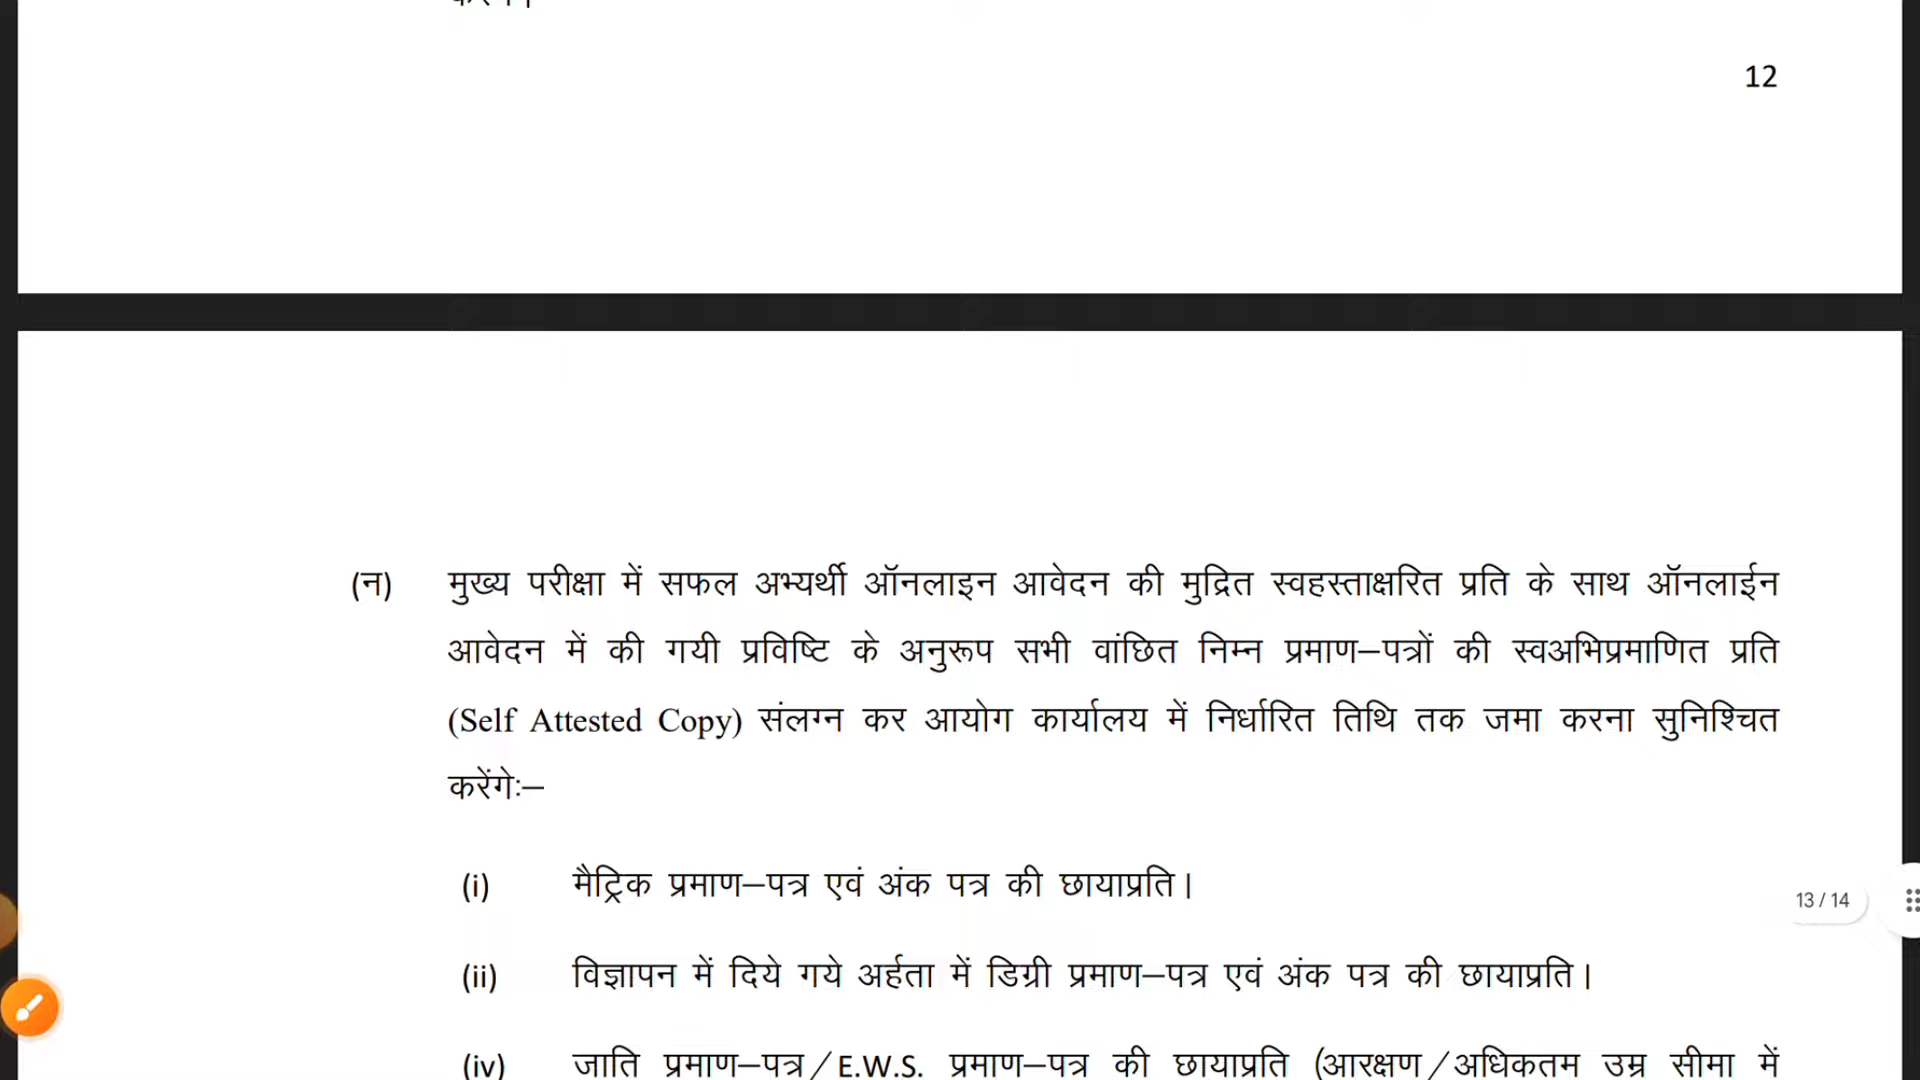 12
(न) मुख्य परीक्षा में सफल अभ्यर्थी ऑनलाइन आवेदन की मुद्रित स्वहस्ताक्षरित प्रति के साथ ऑनलाईन
आवेदन में की गयी प्रविष्टि के अनुरूप सभी वांछित निम्न प्रमाण–पत्रों की स्वअभिप्रमाणित प्रति
(Self Attested Copy) संलग्न कर आयोग कार्यालय में निर्धारित तिथि तक जमा करना सुनिश्चित
करेंगेः–
(i) मैट्रिक प्रमाण–पत्र एवं अंक पत्र की छायाप्रति।
13 / 14
(ii) विज्ञापन में दिये गये अर्हता में डिग्री प्रमाण–पत्र एवं अंक पत्र की छायाप्रति।
(iv) जाति प्रमाण–पत्र/E.W.S. प्रमाण–पत्र की छायाप्रति (आरक्षण/अधिकतम उम्र सीमा में